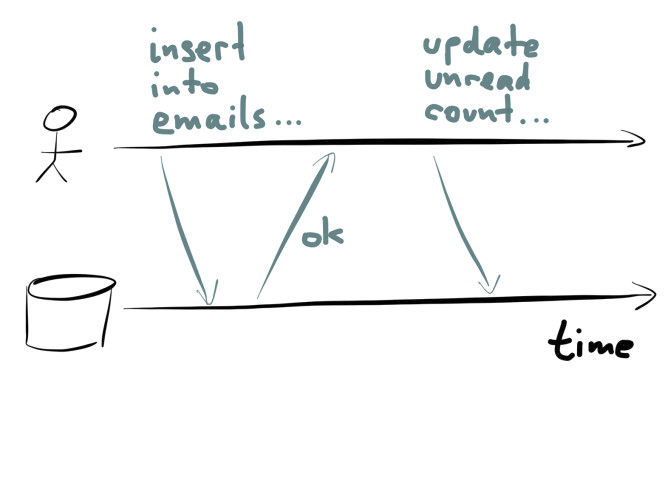 insert
into
emails...
update
unread
count...
ok
time